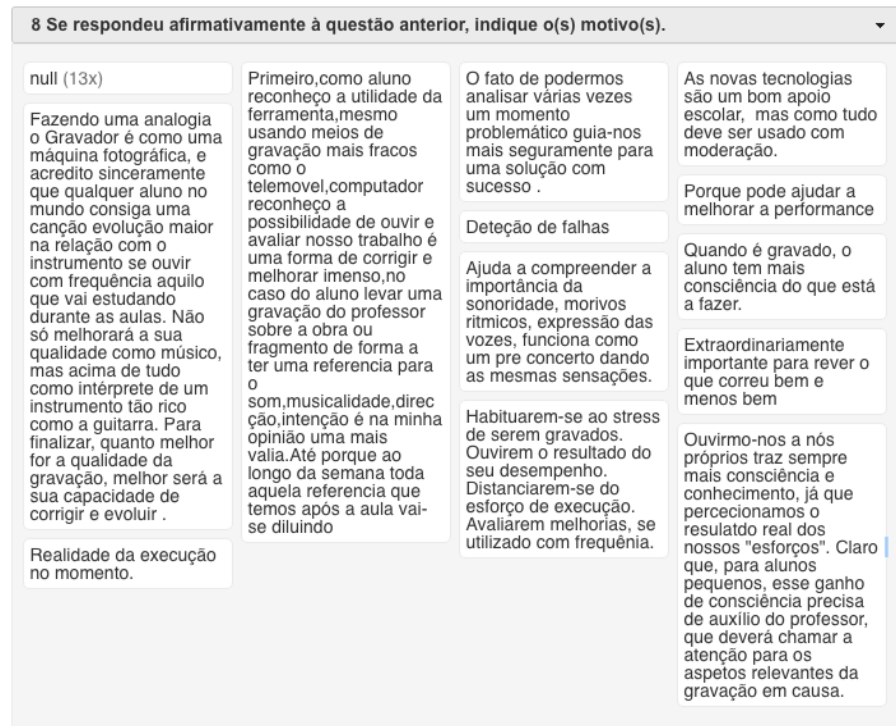 8 Se respondeu afirmativamente à questão anterior, indique o(s) motivo(s).
null (13x)
Fazendo uma analogia
o Gravador é como uma
máquina fotográfica, e
acredito sinceramente
que qualquer aluno no
mundo consiga uma
canção evolução maior
na relação com o
instrumento se ouvir
com frequência aquilo
que vai estudando
durante as aulas. Não
só melhorará a sua
qualidade como músico,
mas acima de tudo
como intérprete de um
instrumento tão rico
como a guitarra. Para
finalizar, quanto melhor
for a qualidade da
gravação, melhor será a
sua capacidade de
corrigir e evoluir .
Realidade da execução
no momento.
Primeiro,como aluno
reconheço a utilidade da
ferramenta,mesmo
usando meios de
gravação mais fracos
como o
telemovel,computador
reconheço a
possibilidade de ouvir e
avaliar nosso trabalho é
uma forma de corrigir e
melhorar imenso,no
caso do aluno levar uma
gravação do professor
sobre a obra ou
fragmento de forma a
ter uma referencia para
o
som,musicalidade,direc
ção,intenção é na minha
opinião uma mais
valia.Até porque ao
longo da semana toda
aquela referencia que
temos após a aula vai-
se diluindo
O fato de podermos
analisar várias vezes
um momento
problemático guia-nos
mais seguramente para
uma solução com
sucesso .
Deteção de falhas
Ajuda a compreender a
importância da
sonoridade, morivos
ritmicos, expressão das
vozes, funciona como
um pre concerto dando
as mesmas sensações.
Habituarem-se ao stress
de serem gravados.
Ouvirem o resultado do
seu desempenho.
Distanciarem-se do
esforço de execução.
Avaliarem melhorias, se
utilizado com frequênia.
As novas tecnologias
são um bom apoio
escolar, mas como tudo
deve ser usado com
moderação.
Porque pode ajudar a
melhorar a performance
Quando é gravado, o
aluno tem mais
consciência do que está
a fazer.
Extraordinariamente
importante para rever o
que correu bem e
menos bem
Ouvirmo-nos a nós
próprios traz sempre
mais consciência e
conhecimento, já que
percecionamos o
resulatdo real dos
nossos "esforços". Claro
que, para alunos
pequenos, esse ganho
de consciência precisa
de auxílio do professor,
que deverá chamar a
atenção para os
aspetos relevantes da
gravação em causa.